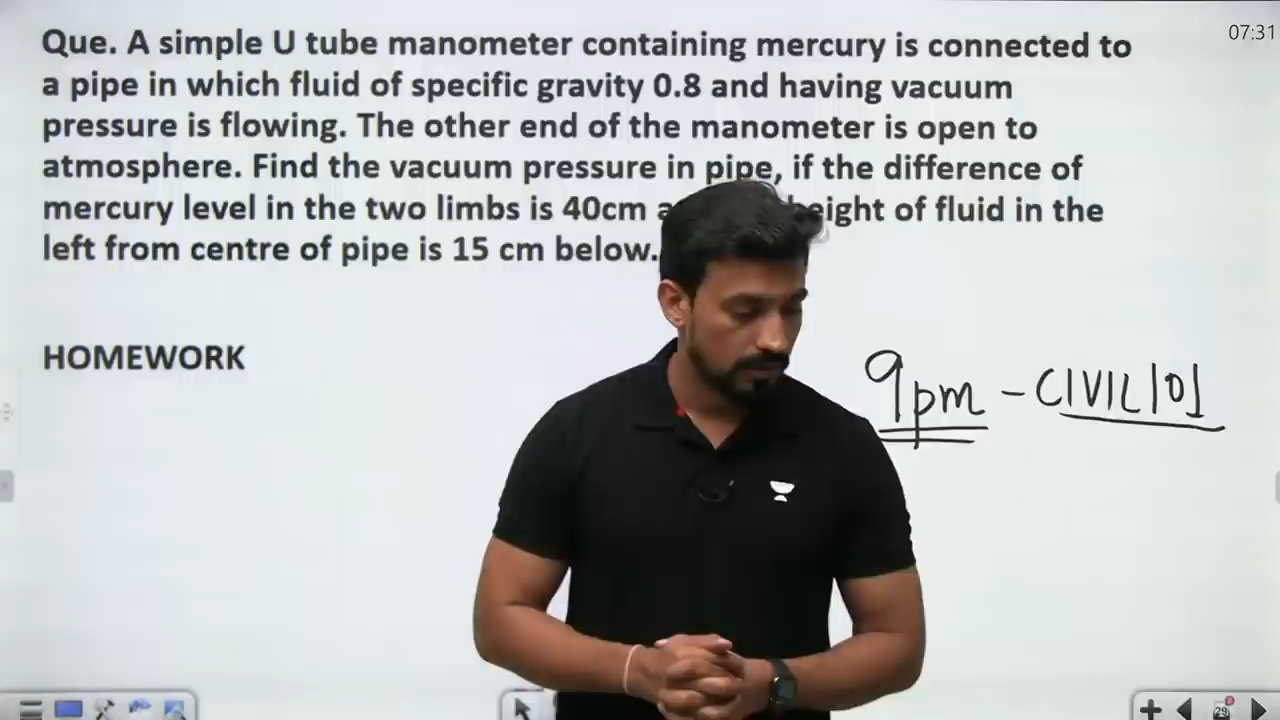 Que. A simple U tube manometer containing mercury is connected to
07:31
a pipe in which fluid of specific gravity 0.8 and having vacuum
pressure is flowing. The other end of the manometer is open to
atmosphere. Find the vacuum pressure in pipe, if the difference of
mercury level in the two limbs is 40cm of fluid in the
left from centre of pipe is 15 cm below.
HOMEWORK
9pm - CIVIL101
29